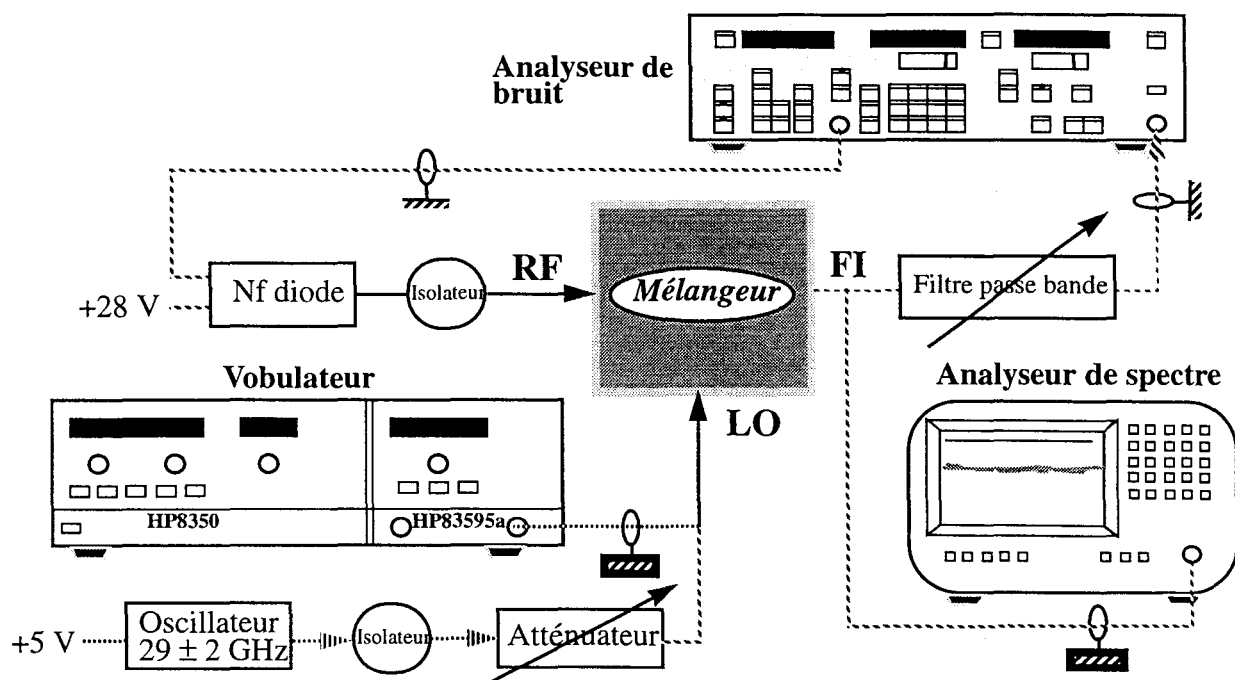 Analyseur de
bruit
RF
FI
Nf diode
Isolateur
Mélangeur
Filtre passe bande
+28 V
Vobulateur
Analyseur de spectre
LO
HP8350
HP83595a
+5 V
Oscillateur
29 ± 2 GHz
Isolateur
Atténuateur